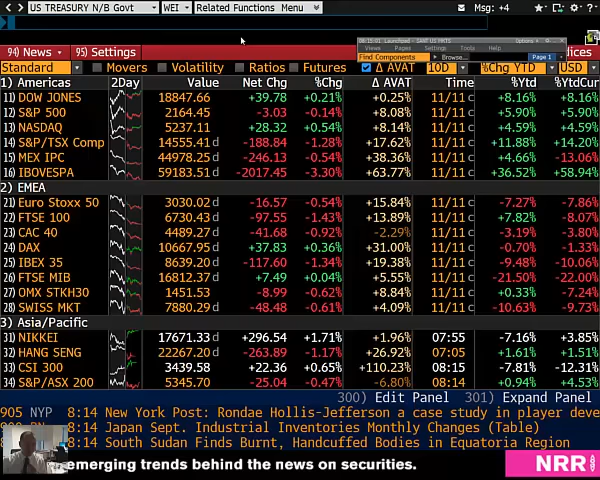 US TREASURY N/B Govt WEI Related Functions Menu Msg: +4
94) News 95) Settings
Views Pages Settings Tools Help
Find Components Browse... Page 1
Standard Movers Volatility Ratios Futures Δ AVAT 10D %Chg YTD USD
1) Americas 2Day Value Net Chg %Chg Δ AVAT Time %Ytd %YtdCur
11) DOW JONES 18847.66 +39.78 +0.21% +0.25% 11/11 c +8.16% +8.16%
12) S&P 500 2164.45 -3.03 -0.14% +8.08% 11/11 c +5.90% +5.90%
13) NASDAQ 5237.11 +28.32 +0.54% +8.14% 11/11 c +4.59% +4.59%
14) S&P/TSX Comp 14555.41 d -188.84 -1.28% +17.62% 11/11 c +11.88% +14.20%
15) MEX IPC 44978.25 d -246.13 -0.54% +38.36% 11/11 c +4.66% -13.06%
16) IBOVESPA 59183.51 d -2017.45 -3.30% +63.77% 11/11 c +36.52% +58.94%
2) EMEA
21) Euro Stoxx 50 3030.02 d -16.57 -0.54% +15.84% 11/11 c -7.27% -7.86%
22) FTSE 100 6730.43 d -97.55 -1.43% +13.89% 11/11 c +7.82% -8.07%
23) CAC 40 4489.27 d -41.68 -0.92% -2.29% 11/11 c -3.19% -3.80%
24) DAX 10667.95 d +37.83 +0.36% +31.00% 11/11 c -0.70% -1.33%
25) IBEX 35 8639.20 d -117.60 -1.34% +19.38% 11/11 c -9.48% -10.06%
26) FTSE MIB 16812.37 d +7.49 +0.04% +5.55% 11/11 c -21.50% -22.00%
27) OMX STKH30 1451.53 d -8.99 -0.62% +8.84% 11/11 c +0.33% -7.24%
28) SWISS MKT 7880.29 d -48.48 -0.61% +4.09% 11/11 c -10.63% -9.73%
3) Asia/Pacific
31) NIKKEI 17671.33 d +296.54 +1.71% +1.96% 07:55 -7.16% +3.85%
32) HANG SENG 22267.20 d -263.89 -1.17% +26.92% 07:05 +1.61% +1.51%
33) CSI 300 3439.58 +22.36 +0.65% +110.23% 08:15 -7.81% -12.31%
34) S&P/ASX 200 5345.70 -25.04 -0.47% -6.80% 08:14 +0.94% +4.53%
300) Edit Panel 301) Expand Panel
905 NYP 8:14 New York Post: Rondae Hollis-Jefferson a case study in player deve
8:14 Japan Sept. Industrial Inventories Monthly Changes (Table)
8:14 South Sudan Finds Burnt, Handcuffed Bodies in Equatoria Region
emerging trends behind the news on securities.
NRR